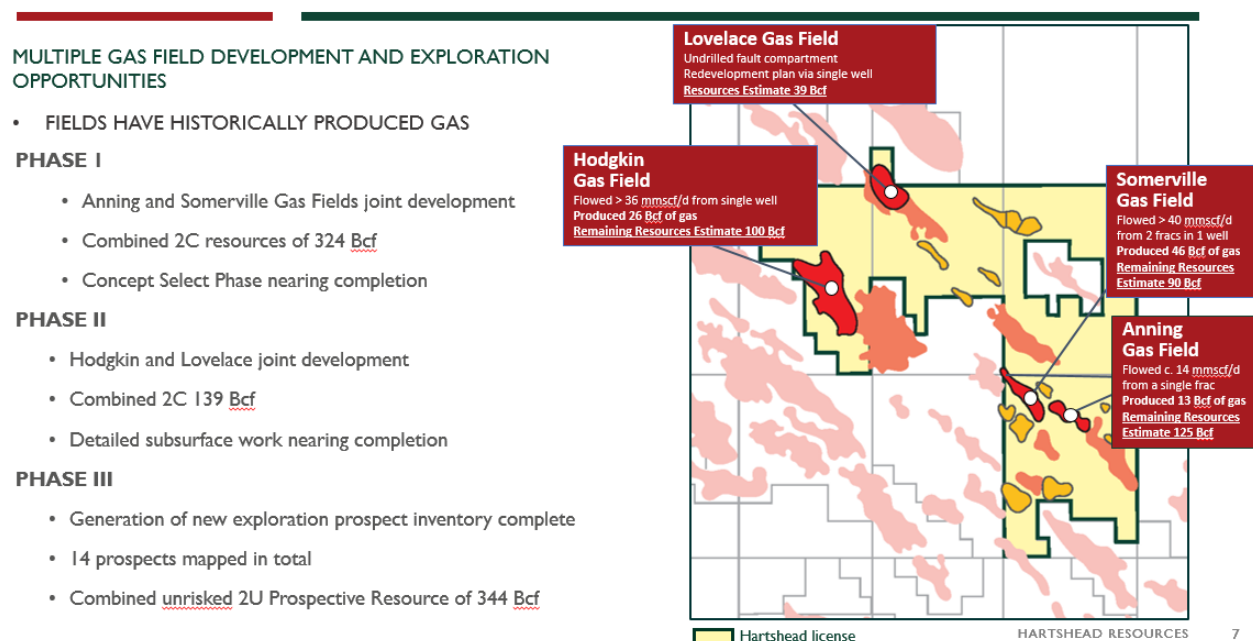 MULTIPLE GAS FIELD DEVELOPMENT AND EXPLORATION
OPPORTUNITIES
• FIELDS HAVE HISTORICALLY PRODUCED GAS
PHASE I
• Anning and Somerville Gas Fields joint development
• Combined 2C resources of 324 Bcf
• Concept Select Phase nearing completion
PHASE II
• Hodgkin and Lovelace joint development
• Combined 2C 139 Bcf
• Detailed subsurface work nearing completion
PHASE III
• Generation of new exploration prospect inventory complete
• 14 prospects mapped in total
• Combined unrisked 2U Prospective Resource of 344 Bcf
Lovelace Gas Field
Undrilled fault compartment
Redevelopment plan via single well
Resources Estimate 39 Bcf
Hodgkin
Gas Field
Flowed > 36 mmscf/d from single well
Produced 26 Bcf of gas
Remaining Resources Estimate 100 Bcf
Somerville
Gas Field
Flowed > 40 mmscf/d
from 2 fracs in 1 well
Produced 46 Bcf of gas
Remaining Resources
Estimate 90 Bcf
Anning
Gas Field
Flowed c. 14 mmscf/d
from a single frac
Produced 13 Bcf of gas
Remaining Resources
Estimate 125 Bcf
Hartshead license
HARTSHEAD RESOURCES 7